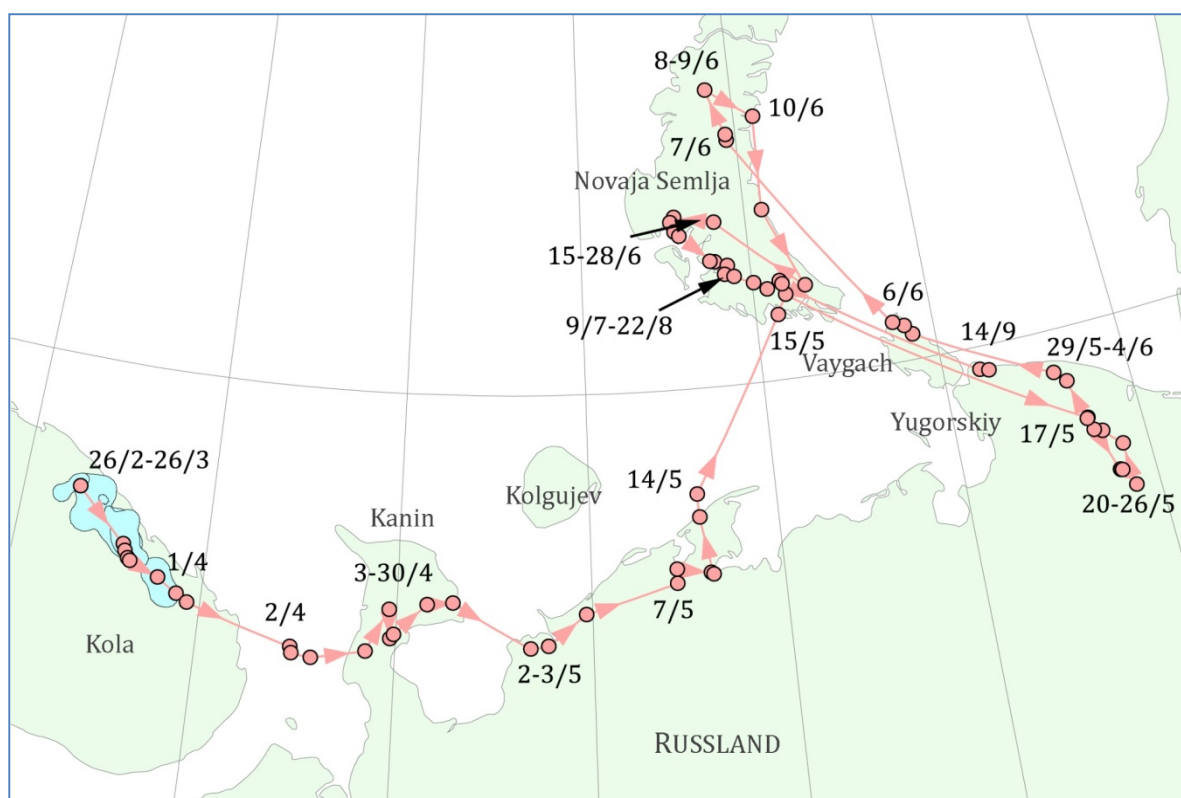 8-9/6
10/6
7/6
Novaja Semlja
15-28/6
9/7-22/8
6/6
15/5
14/9
29/5-4/6
Vaygach
Yugorskiy
17/5
26/2-26/3
14/5
20-26/5
Kolgujev
Kanin
1/4
3-30/4
2/4
7/5
Kola
2-3/5
RUSSLAND